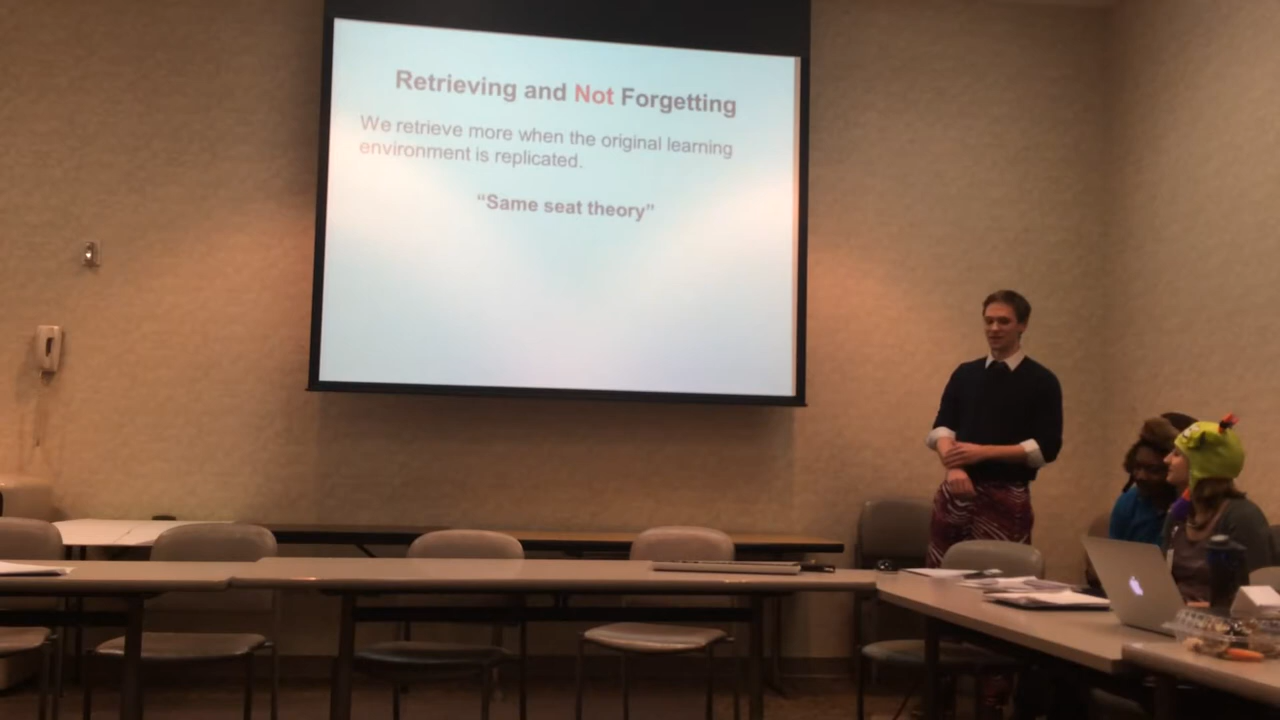 Retrieving and Not Forgetting
We retrieve more when the original learning
environment is replicated.
“Same seat theory”